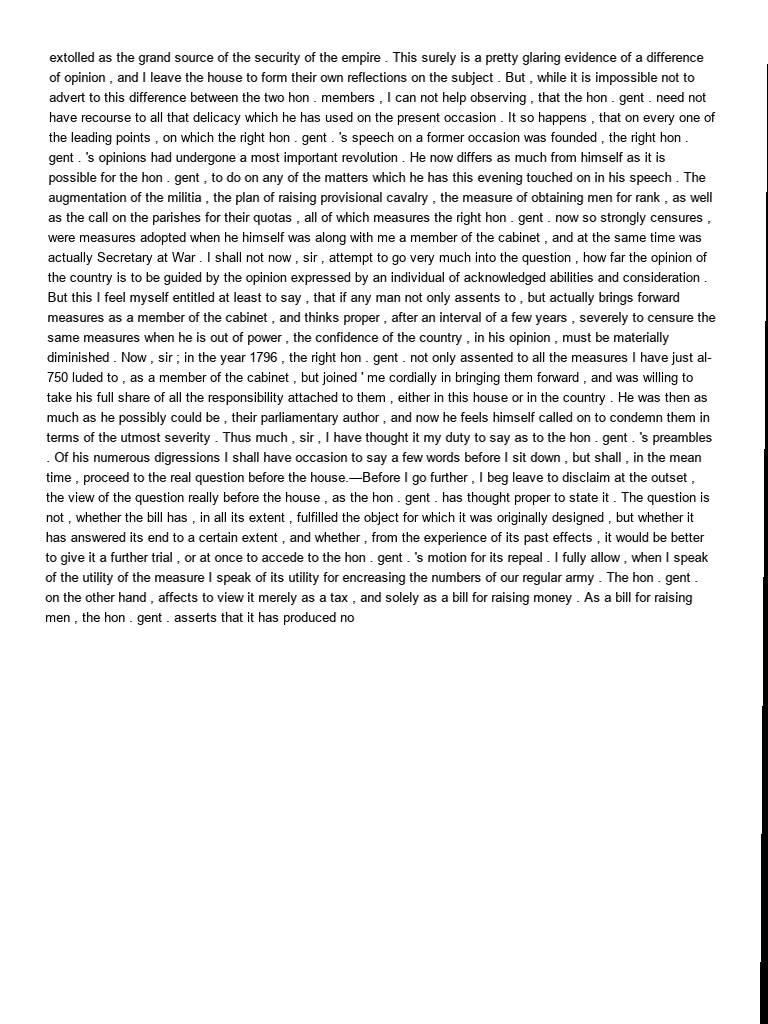 extolled as the grand source of the security of the empire . This surely is a pretty glaring evidence of a difference
of opinion , and I leave the house to form their own reflections on the subject . But , while it is impossible not to
advert to this difference between the two hon . members , I can not help observing , that the hon . gent . need not
have recourse to all that delicacy which he has used on the present occasion . It so happens , that on every one of
the leading points , on which the right hon . gent . 's speech on a former occasion was founded , the right hon .
gent . 's opinions had undergone a most important revolution . He now differs as much from himself as it is
possible for the hon . gent , to do on any of the matters which he has this evening touched on in his speech . The
augmentation of the militia , the plan of raising provisional cavalry , the measure of obtaining men for rank , as well
as the call on the parishes for their quotas , all of which measures the right hon . gent . now so strongly censures ,
were measures adopted when he himself was along with me a member of the cabinet , and at the same time was
actually Secretary at War . I shall not now , sir , attempt to go very much into the question , how far the opinion of
the country is to be guided by the opinion expressed by an individual of acknowledged abilities and consideration .
But this I feel myself entitled at least to say , that if any man not only assents to , but actually brings forward
measures as a member of the cabinet , and thinks proper , after an interval of a few years , severely to censure the
same measures when he is out of power , the confidence of the country , in his opinion , must be materially
diminished . Now , sir ; in the year 1796 , the right hon . gent . not only assented to all the measures I have just al-
750 luded to , as a member of the cabinet , but joined ' me cordially in bringing them forward , and was willing to
take his full share of all the responsibility attached to them , either in this house or in the country . He was then as
much as he possibly could be , their parliamentary author , and now he feels himself called on to condemn them in
terms of the utmost severity . Thus much , sir , I have thought it my duty to say as to the hon . gent . 's preambles
. Of his numerous digressions I shall have occasion to say a few words before I sit down , but shall , in the mean
time , proceed to the real question before the house.—Before I go further , I beg leave to disclaim at the outset ,
the view of the question really before the house , as the hon . gent . has thought proper to state it . The question is
not , whether the bill has , in all its extent , fulfilled the object for which it was originally designed , but whether it
has answered its end to a certain extent , and whether , from the experience of its past effects , it would be better
to give it a further trial , or at once to accede to the hon . gent . 's motion for its repeal . I fully allow , when I speak
of the utility of the measure I speak of its utility for encreasing the numbers of our regular army . The hon . gent .
on the other hand , affects to view it merely as a tax , and solely as a bill for raising money . As a bill for raising
men , the hon . gent . asserts that it has produced no